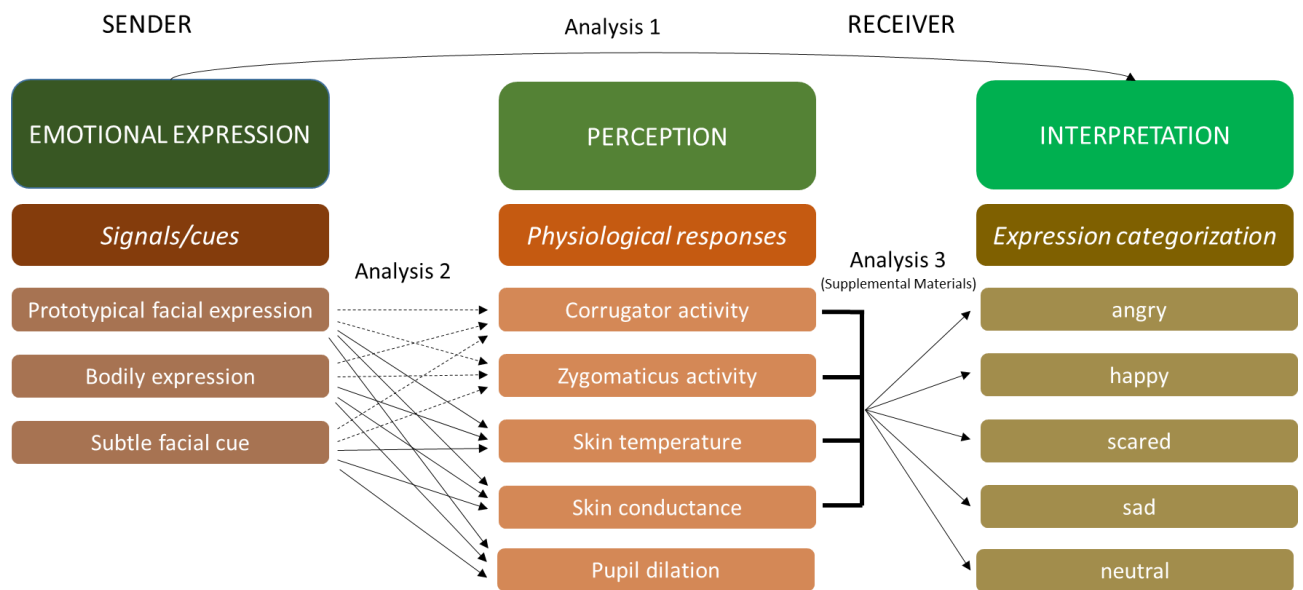 SENDER
Analysis 1
RECEIVER
EMOTIONAL EXPRESSION
PERCEPTION
INTERPRETATION
Signals/cues
Physiological responses
Expression categorization
Analysis 2
Analysis 3
(Supplemental Materials)
Prototypical facial expression
Corrugator activity
angry
Bodily expression
Zygomaticus activity
happy
Subtle facial cue
Skin temperature
scared
Skin conductance
sad
Pupil dilation
neutral